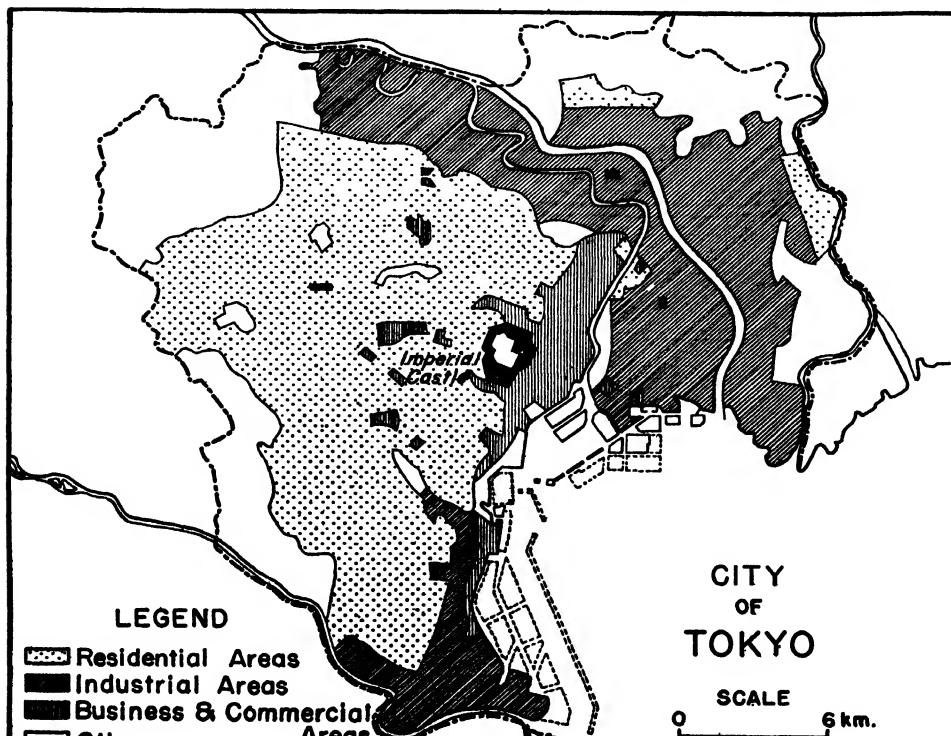 Imperial
Castle
CITY
OF
TOKYO
SCALE
0 6 km.
LEGEND
Residential Areas
Industrial Areas
Business & Commercial
Areas